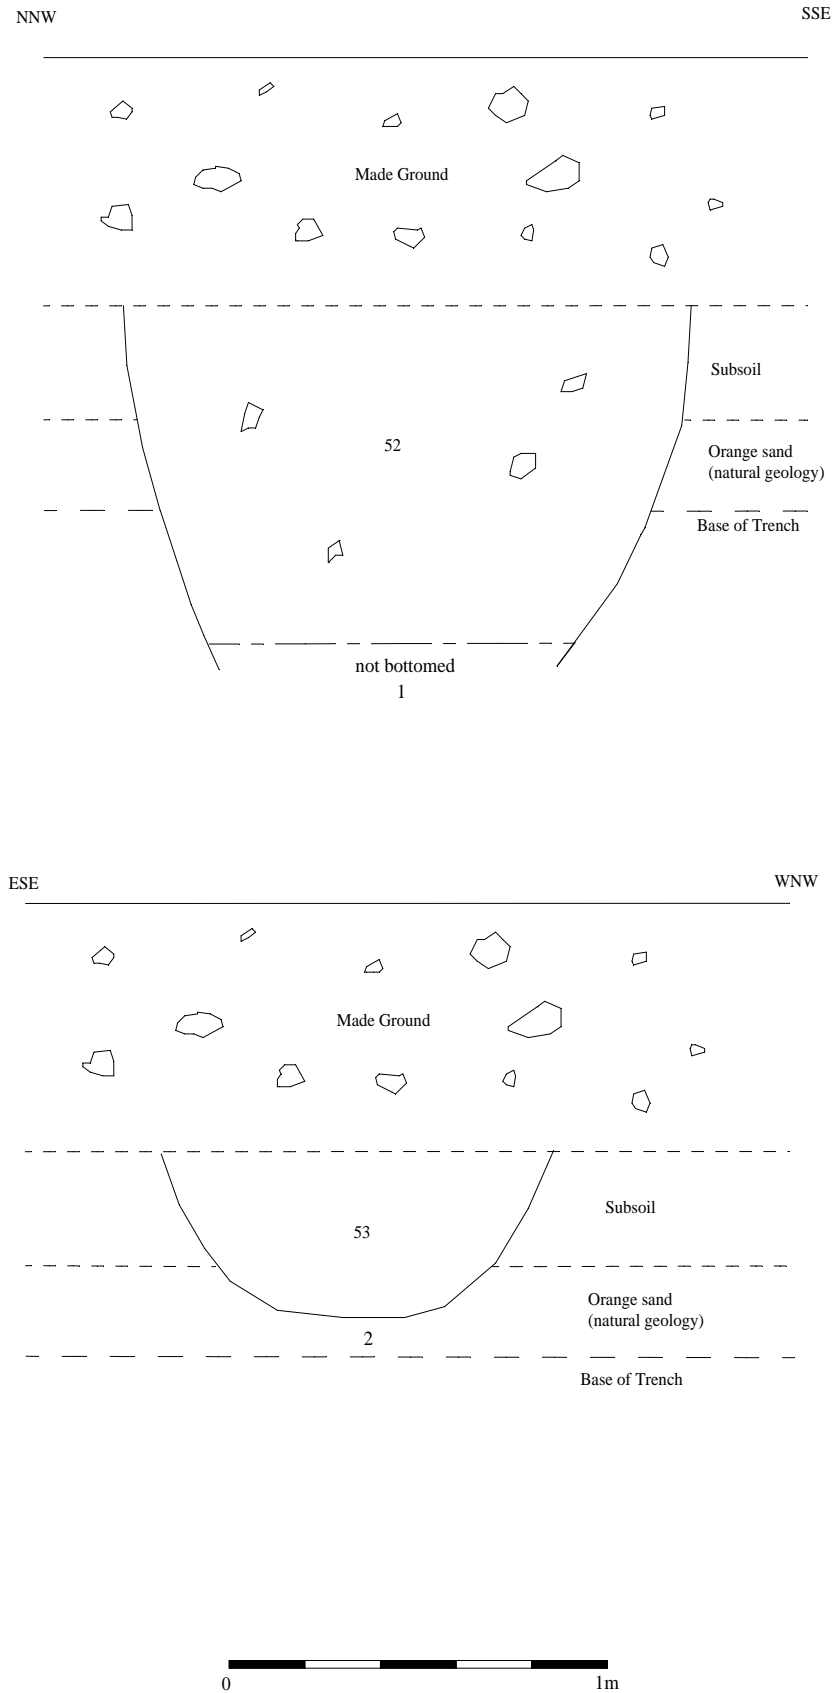 NNW SSE
Made Ground
Subsoil
52
Orange sand
(natural geology)
Base of Trench
not bottomed
1
ESE WNW
Made Ground
Subsoil
53
Orange sand
(natural geology)
2
Base of Trench
0 1m